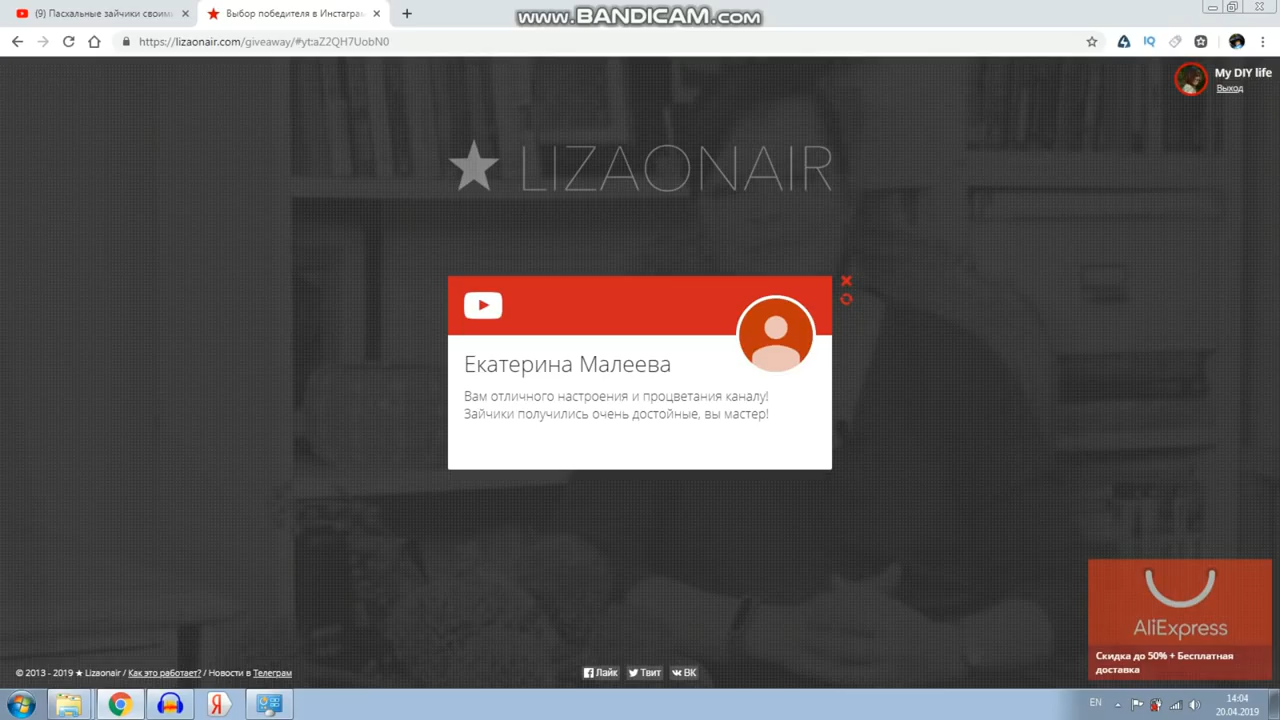 (9) Пасхальные зайчики своими
Выбор победителя в Инстаграм
www.BANDICAM.com
https://lizaonair.com/giveaway/#yt:aZ2QH7UobN0
My DIY life
Выход
★ LIZAONAIR
Екатерина Малеева
Вам отличного настроения и процветания каналу!
Зайчики получились очень достойные, вы мастер!
AliExpress
Скидка до 50% + Бесплатная
доставка
© 2013 - 2019 ★ Lizaonair / Как это работает? / Новости в Телеграм
Лайк
Твит
ВК
EN
14:04
20.04.2019